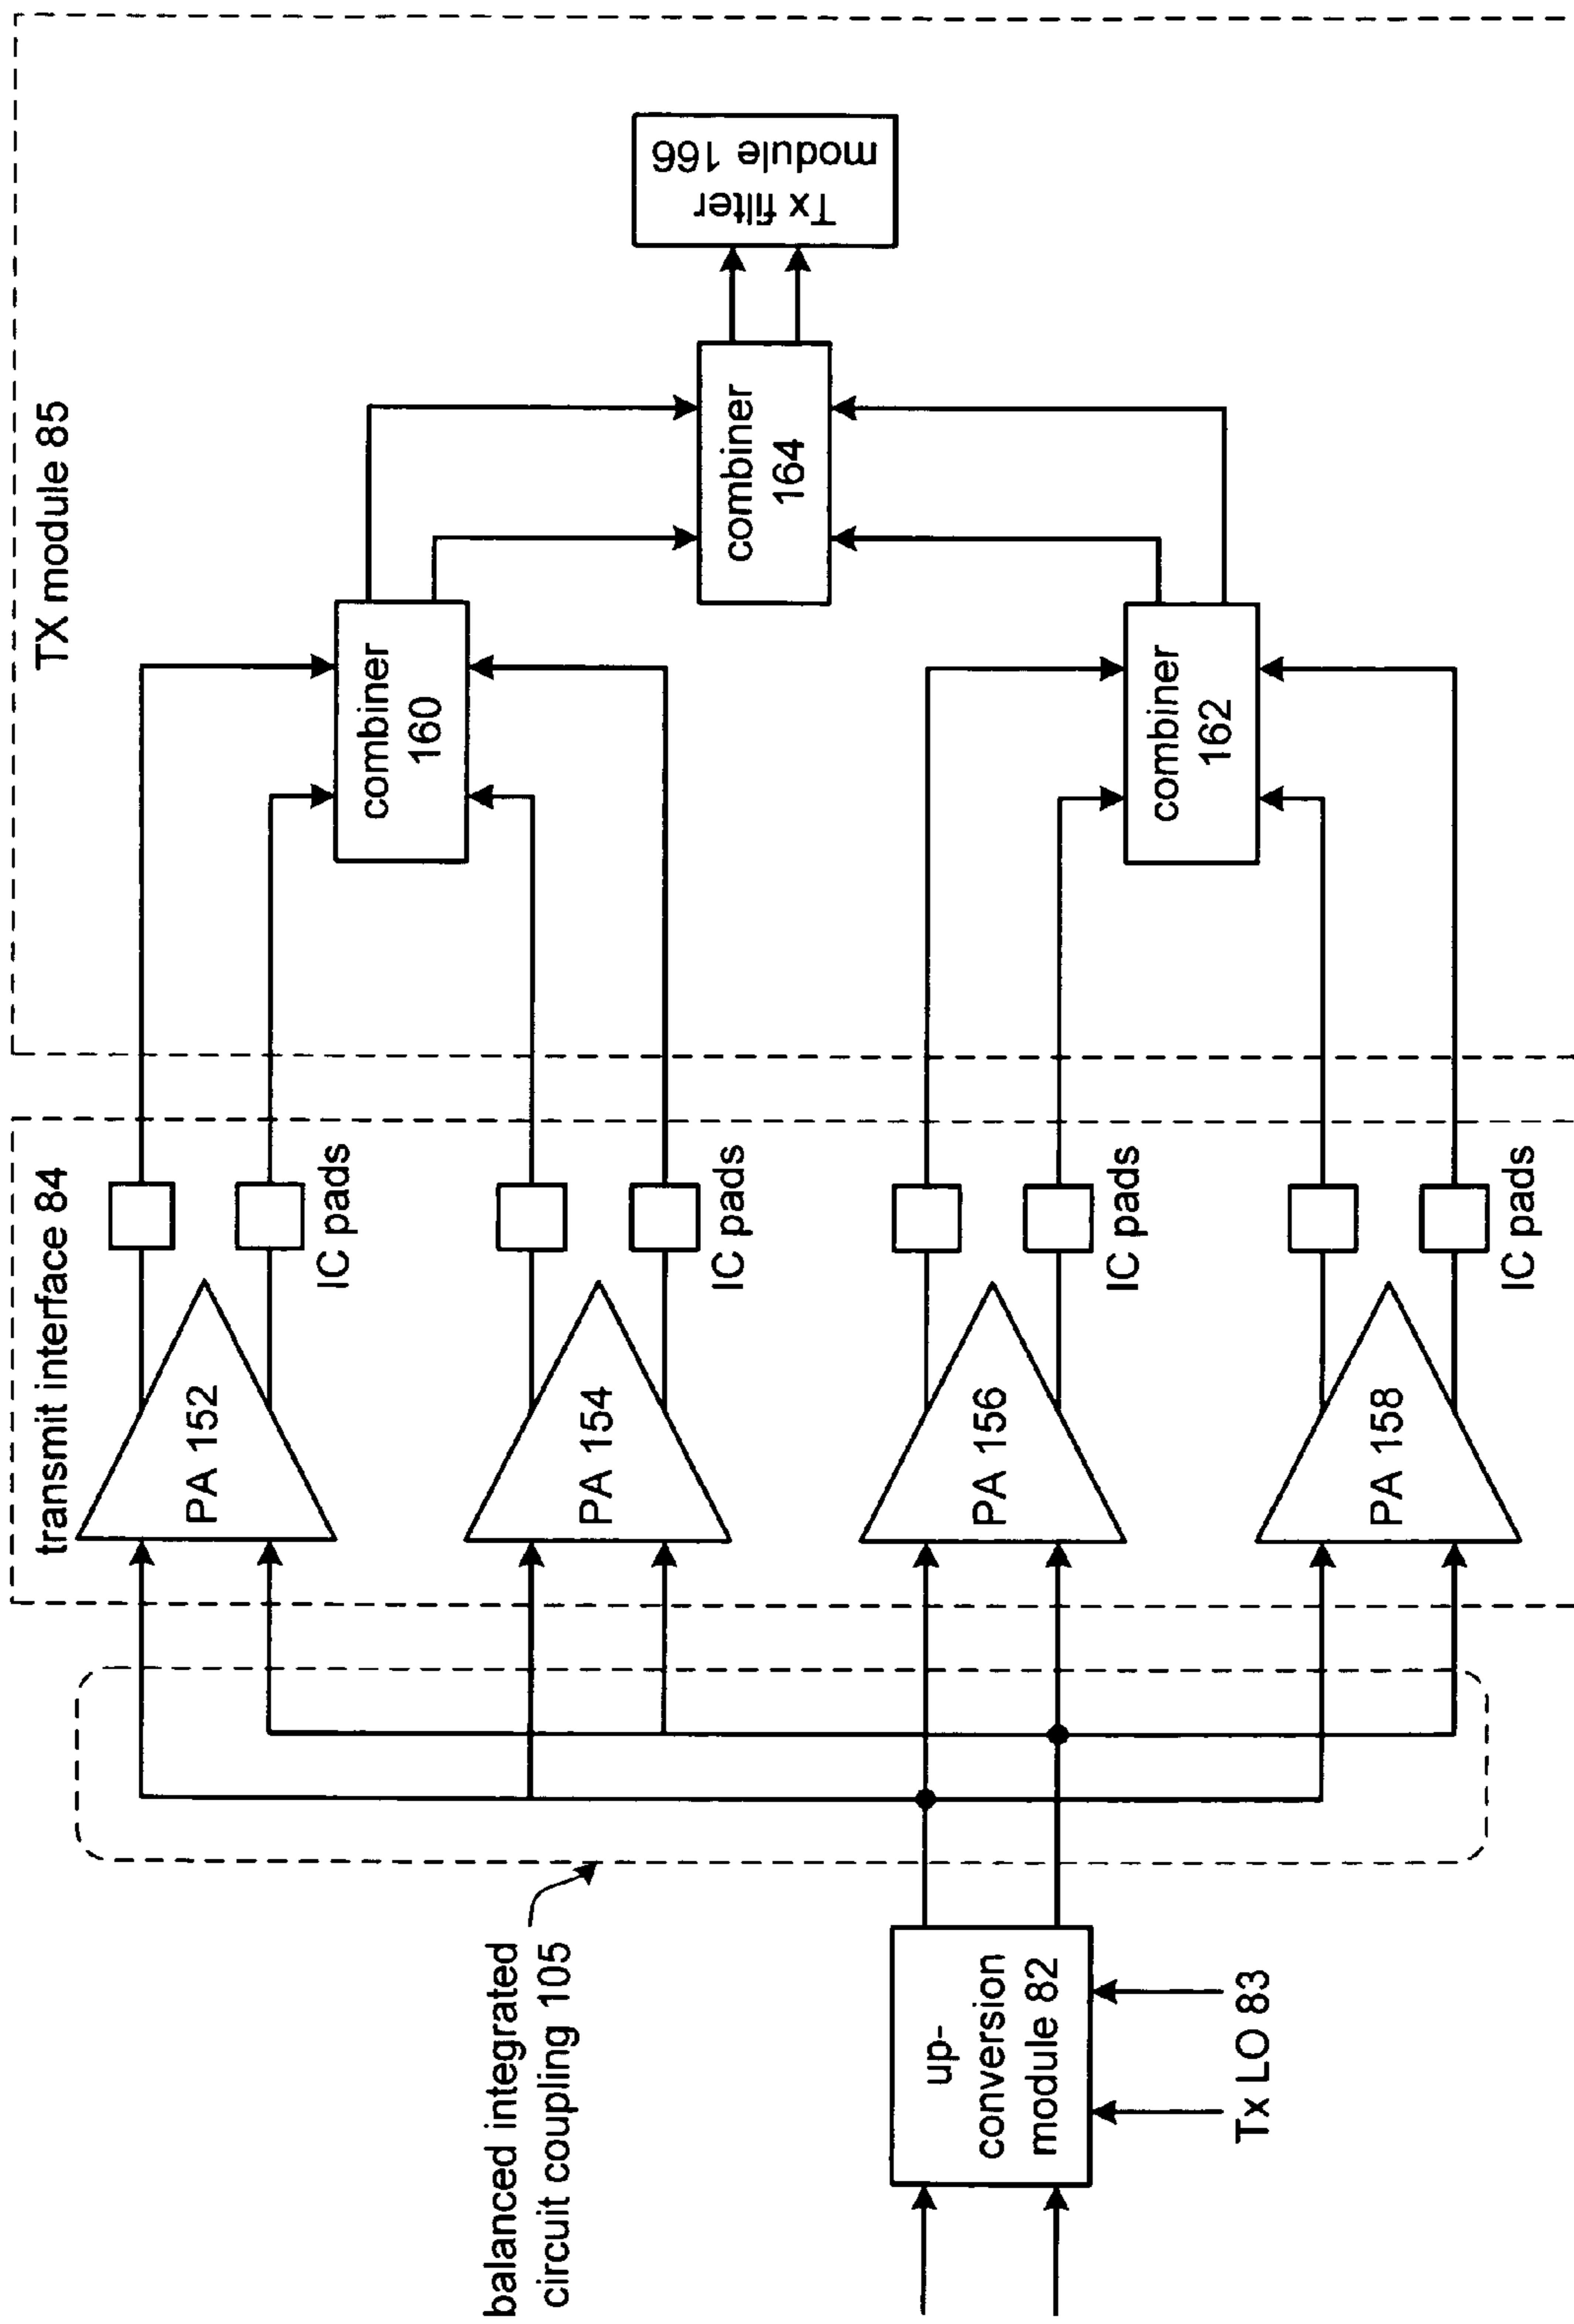 transmit interface 84
TX module 85
PA 152
IC pads
combiner
160
PA 154
IC pads
combiner
164
Tx filter
module 166
balanced integrated
circuit coupling 105
PA 156
IC pads
combiner
162
up-
conversion
module 82
Tx LO 83
PA 158
IC pads